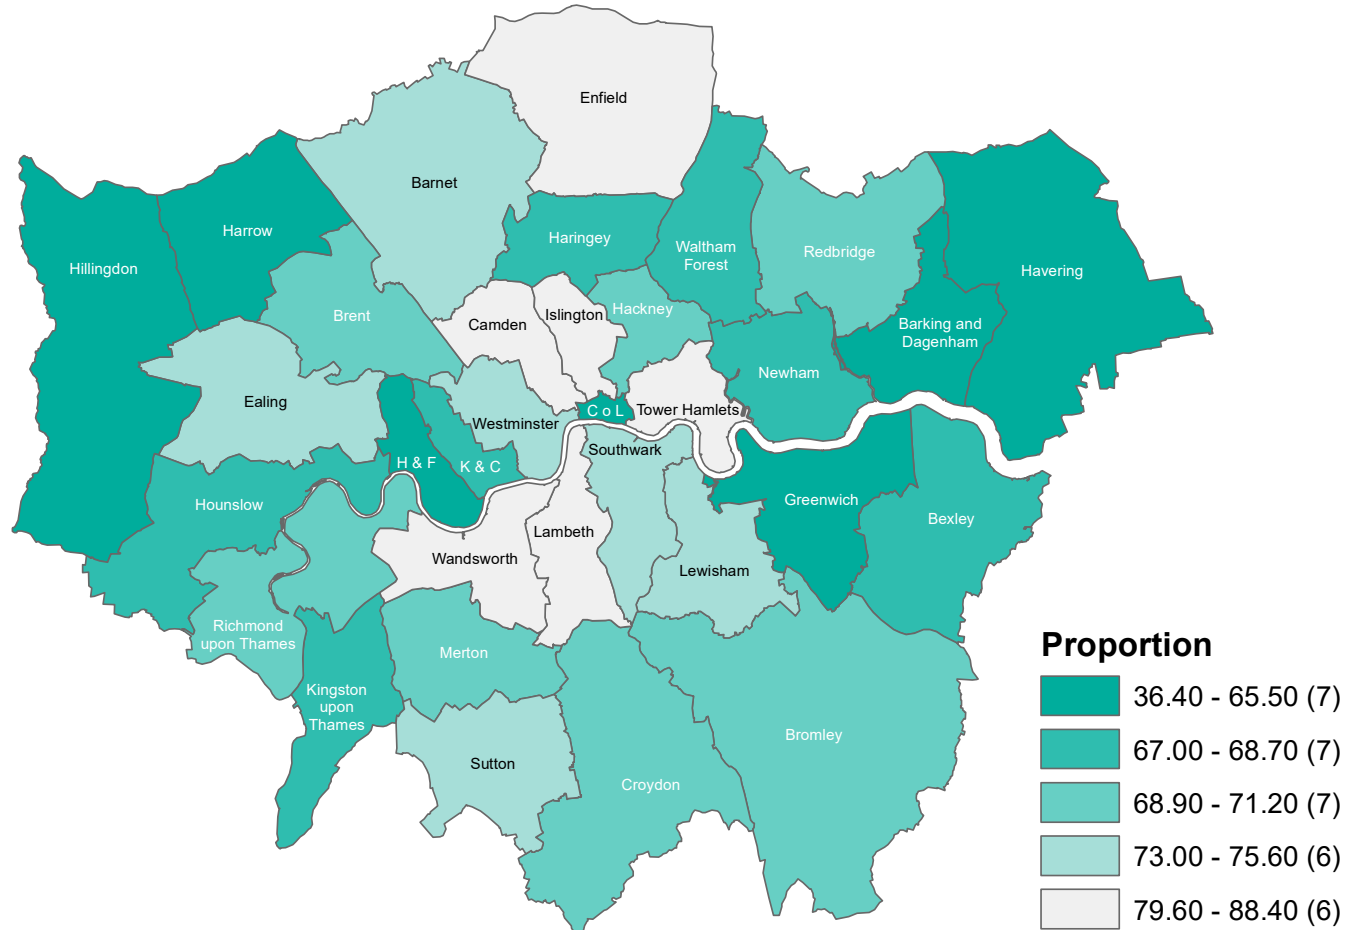 Enfield
Barnet
Harrow
Haringey
Waltham
Forest
Redbridge
Hillingdon
Havering
Brent
Camden
Islington
Hackney
Barking and
Dagenham
Newham
Ealing
Westminster
C o L
Tower Hamlets
H & F
K & C
Southwark
Hounslow
Greenwich
Bexley
Lambeth
Wandsworth
Lewisham
Richmond
upon Thames
Merton
Kingston
upon
Thames
Sutton
Croydon
Bromley
Proportion
36.40 - 65.50 (7)
67.00 - 68.70 (7)
68.90 - 71.20 (7)
73.00 - 75.60 (6)
79.60 - 88.40 (6)